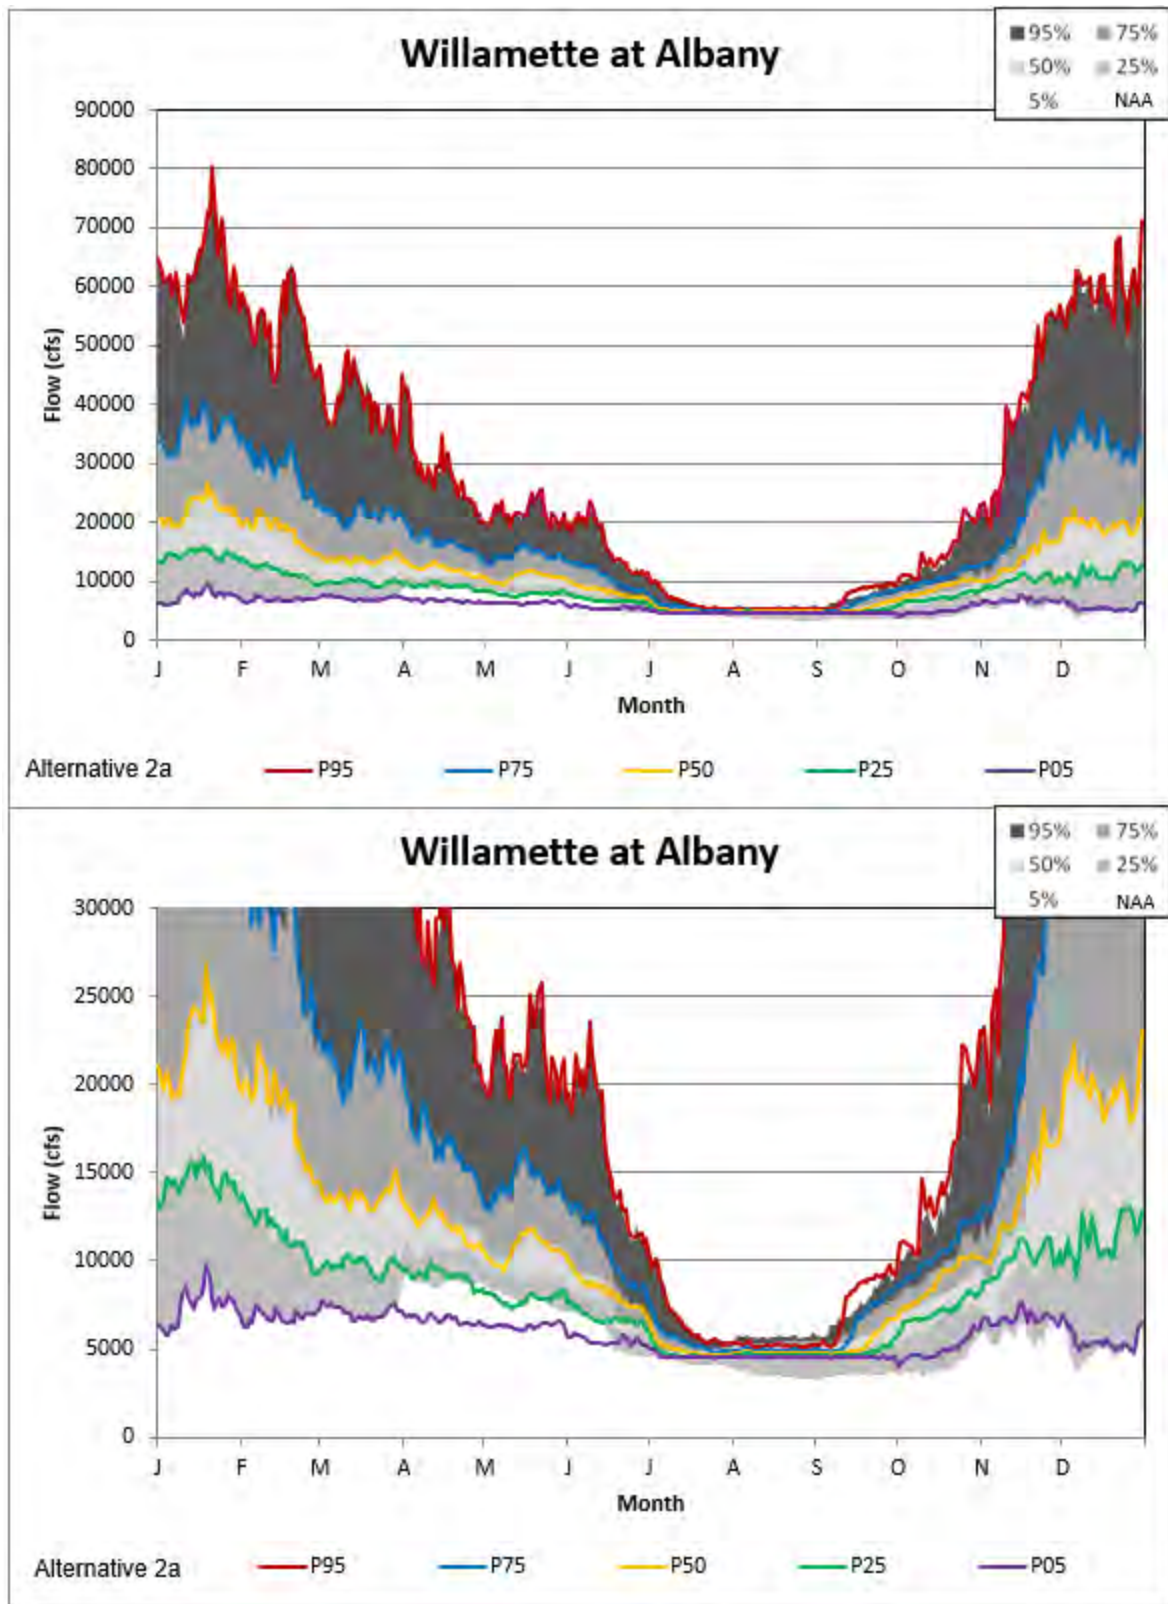 Willamette at Albany
95% 75%
50% 25%
5% NAA
90000
80000
70000
60000
50000
40000
30000
20000
10000
0
Flow (cfs)
J F M A M J J A S O N D
Month
Alternative 2a P95 P75 P50 P25 P05
Willamette at Albany
95% 75%
50% 25%
5% NAA
30000
25000
20000
15000
10000
5000
0
Flow (cfs)
J F M A M J J A S O N D
Month
Alternative 2a P95 P75 P50 P25 P05